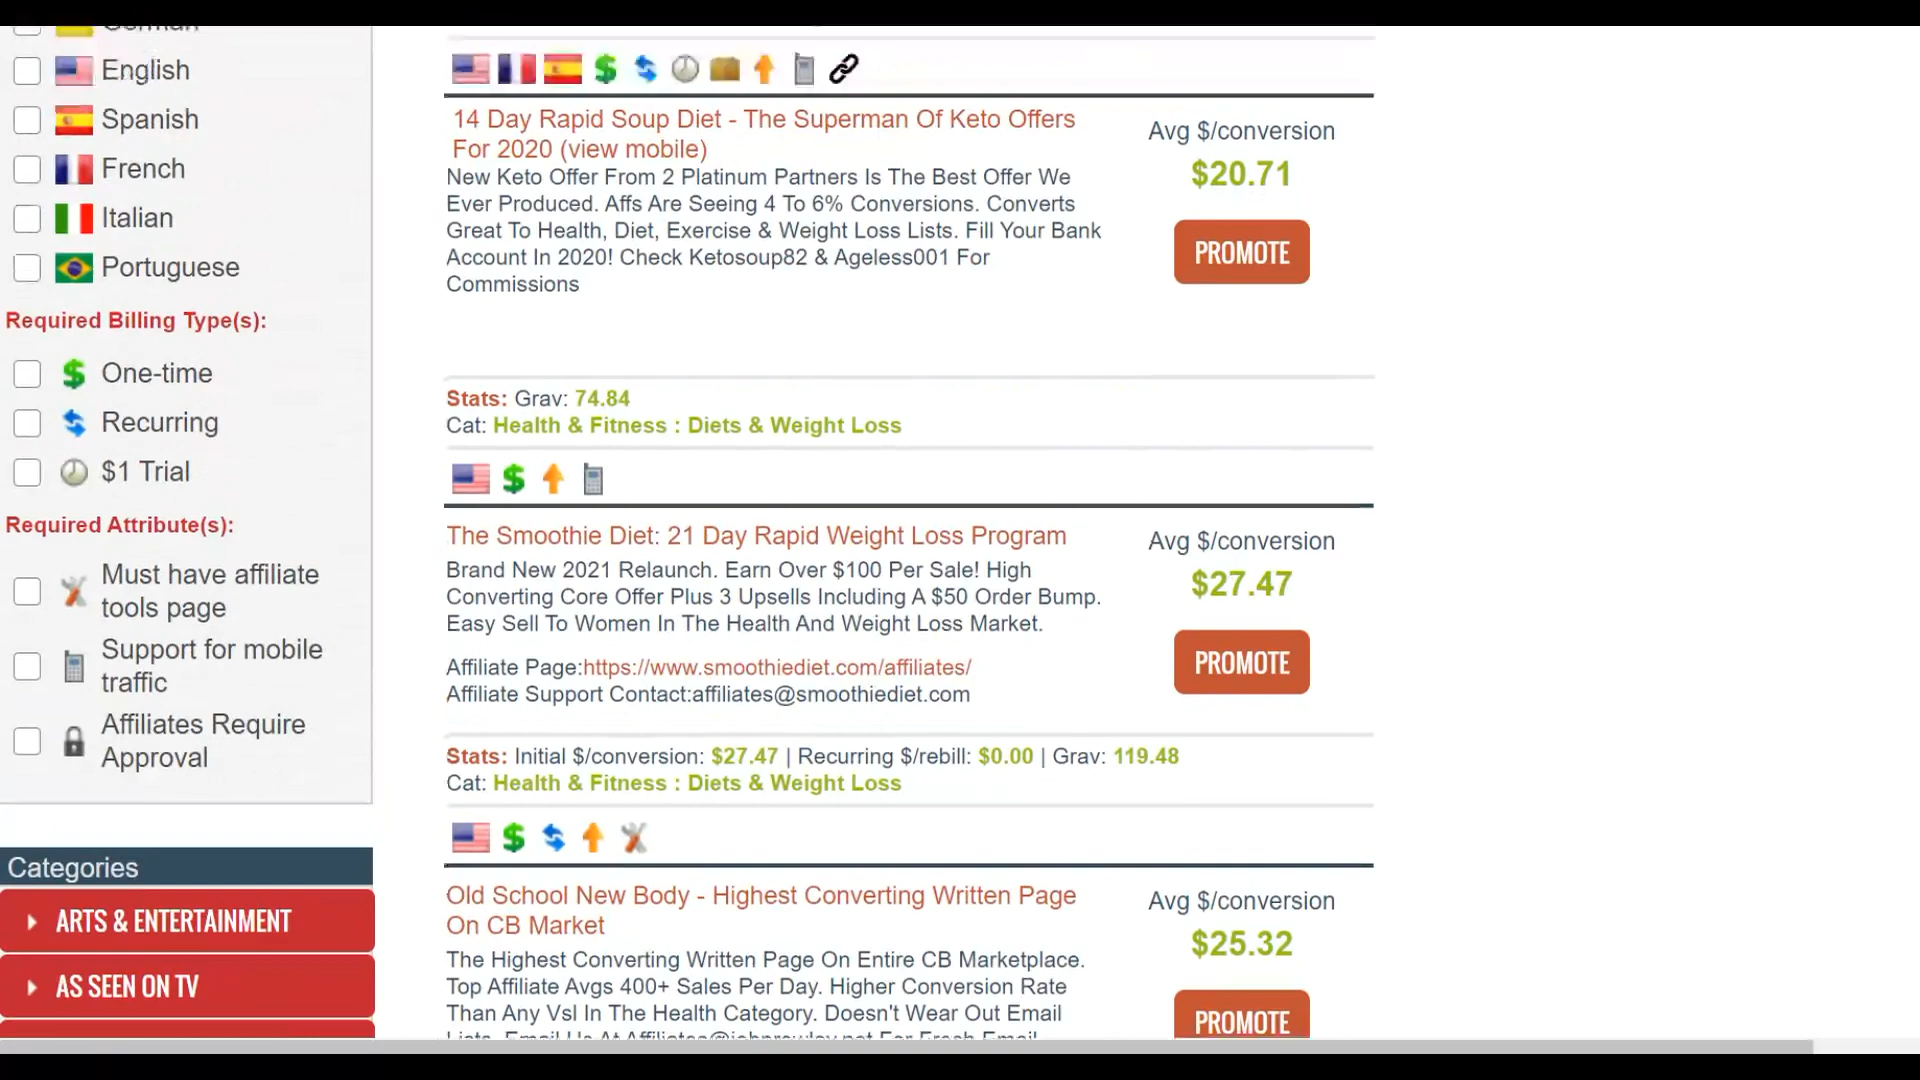 German
English
Spanish
French
Italian
Portuguese
Required Billing Type(s):
One-time
Recurring
$1 Trial
Required Attribute(s):
Must have affiliate
tools page
Support for mobile
traffic
Affiliates Require
Approval
Categories
ARTS & ENTERTAINMENT
AS SEEN ON TV
14 Day Rapid Soup Diet - The Superman Of Keto Offers
For 2020 (view mobile)
New Keto Offer From 2 Platinum Partners Is The Best Offer We
Ever Produced. Affs Are Seeing 4 To 6% Conversions. Converts
Great To Health, Diet, Exercise & Weight Loss Lists. Fill Your Bank
Account In 2020! Check Ketosoup82 & Ageless001 For
Commissions
Avg $/conversion
$20.71
PROMOTE
Stats: Grav: 74.84
Cat: Health & Fitness : Diets & Weight Loss
The Smoothie Diet: 21 Day Rapid Weight Loss Program
Brand New 2021 Relaunch. Earn Over $100 Per Sale! High
Converting Core Offer Plus 3 Upsells Including A $50 Order Bump.
Easy Sell To Women In The Health And Weight Loss Market.
Affiliate Page:https://www.smoothiediet.com/affiliates/
Affiliate Support Contact:affiliates@smoothiediet.com
Avg $/conversion
$27.47
PROMOTE
Stats: Initial $/conversion: $27.47 | Recurring $/rebill: $0.00 | Grav: 119.48
Cat: Health & Fitness : Diets & Weight Loss
Old School New Body - Highest Converting Written Page
On CB Market
The Highest Converting Written Page On Entire CB Marketplace.
Top Affiliate Avgs 400+ Sales Per Day. Higher Conversion Rate
Than Any Vsl In The Health Category. Doesn't Wear Out Email
Lists. Email Us At For Fresh Email
Avg $/conversion
$25.32
PROMOTE